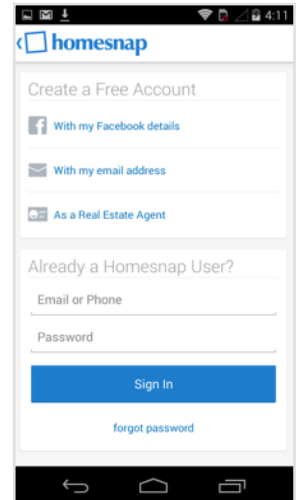 4:11
homesnap
Create a Free Account
f With my Facebook details
With my email address
As a Real Estate Agent
Already a Homesnap User?
Email or Phone
Password
Sign In
forgot password